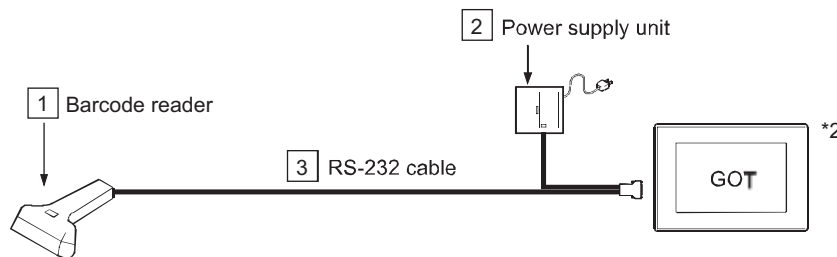 2 Power supply unit
1 Barcode reader
*2
3 RS-232 cable
GOT